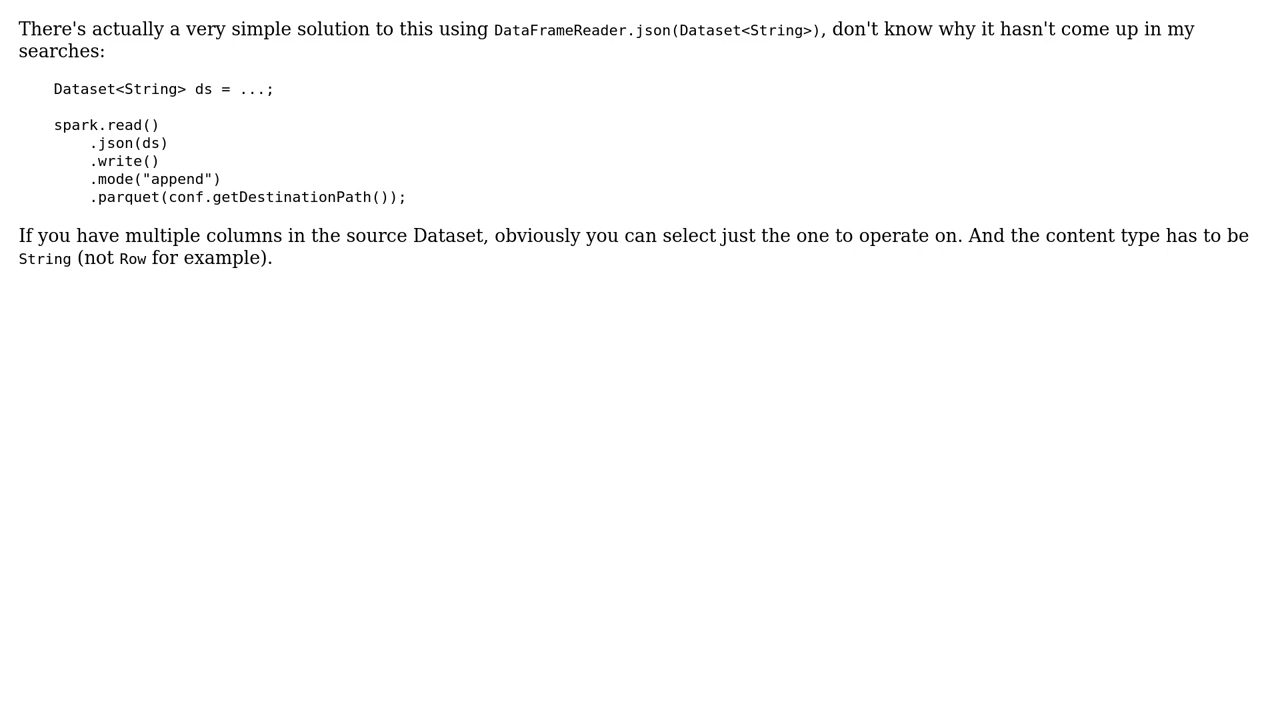 There's actually a very simple solution to this using DataFrameReader.json(Dataset<String>), don't know why it hasn't come up in my
searches:
Dataset<String> ds = ...;
spark.read()
    .json(ds)
    .write()
    .mode("append")
    .parquet(conf.getDestinationPath());
If you have multiple columns in the source Dataset, obviously you can select just the one to operate on. And the content type has to be
String (not Row for example).